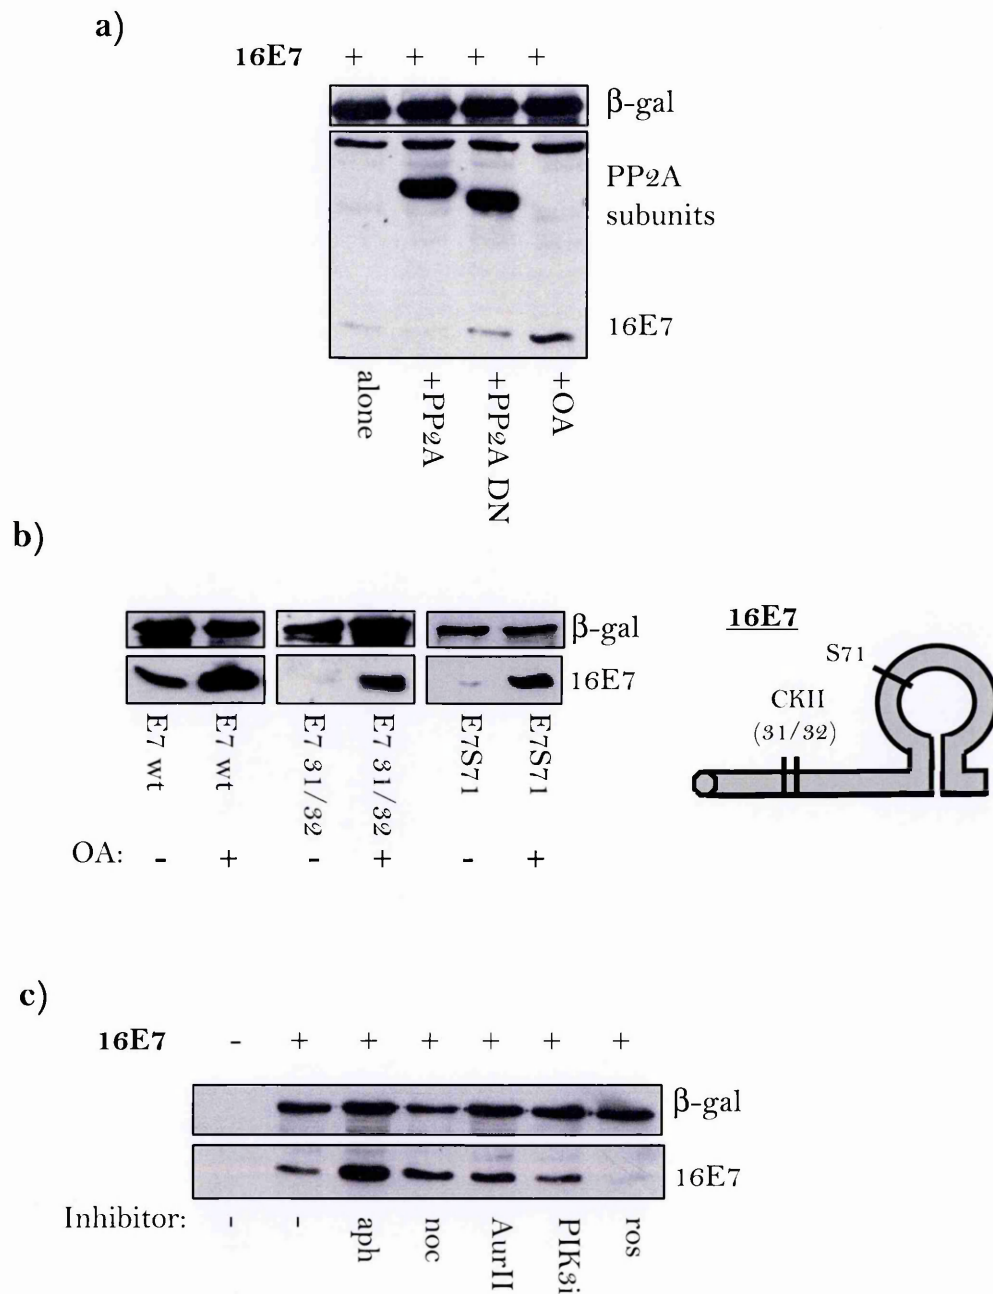 a)
16E7 + + + +
β-gal
PP2A
subunits
16E7
alone
+PP2A
+PP2A DN
+OA
b)
β-gal
16E7
E7 wt
E7 wt
E7 31/32
E7 31/32
E7S71
E7S71
OA: - + - + - +
16E7
S71
CKII
(31/32)
c)
16E7 - + + + + + +
β-gal
16E7
Inhibitor: - - aph noc AurII PIK3i ros